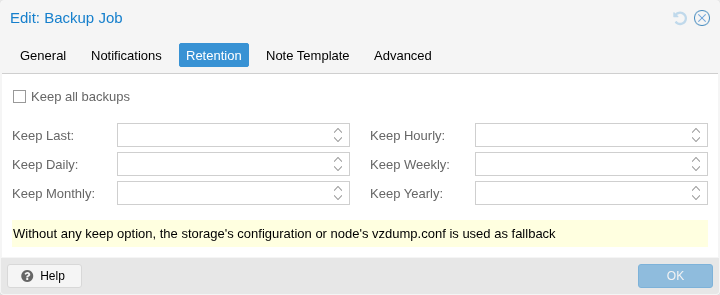 Edit: Backup Job
General Notifications Retention Note Template Advanced
Keep all backups
Keep Last: Keep Hourly:
Keep Daily: Keep Weekly:
Keep Monthly: Keep Yearly:
Without any keep option, the storage's configuration or node's vzdump.conf is used as fallback
? Help OK